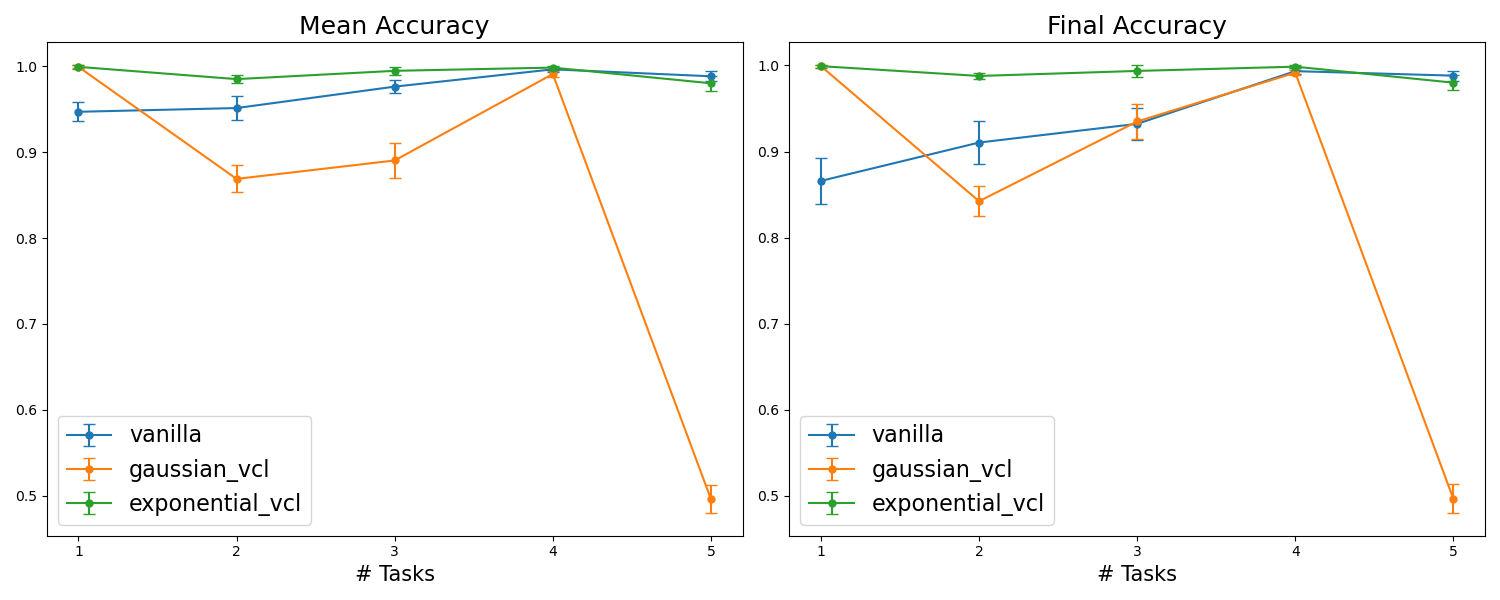 Mean Accuracy
1.0
0.9
0.8
0.7
0.6
0.5
vanilla
gaussian_vcl
exponential_vcl
1 2 3 4 5
# Tasks
Final Accuracy
1.0
0.9
0.8
0.7
0.6
0.5
vanilla
gaussian_vcl
exponential_vcl
1 2 3 4 5
# Tasks